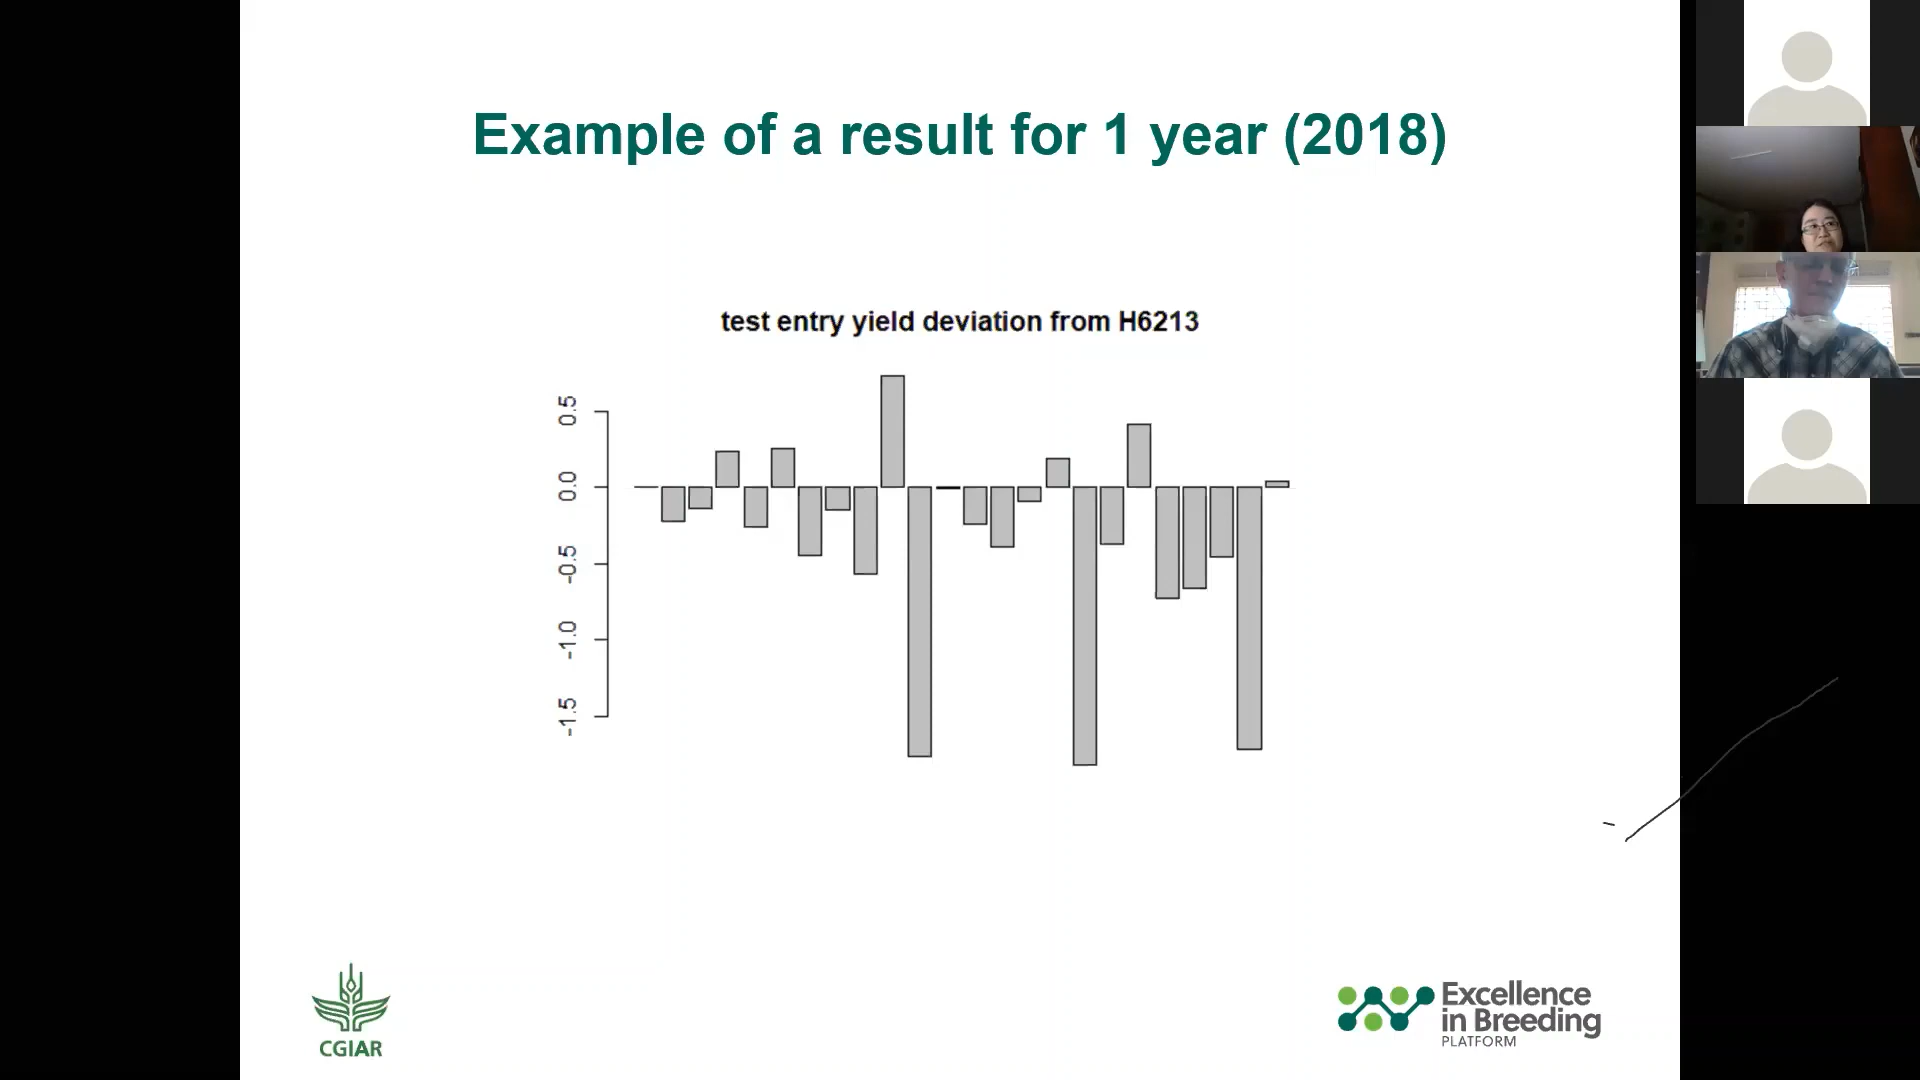 Example of a result for 1 year (2018)
test entry yield deviation from H6213
0.5
0.0
-0.5
-1.0
-1.5
CGIAR
Excellence
in Breeding
PLATFORM